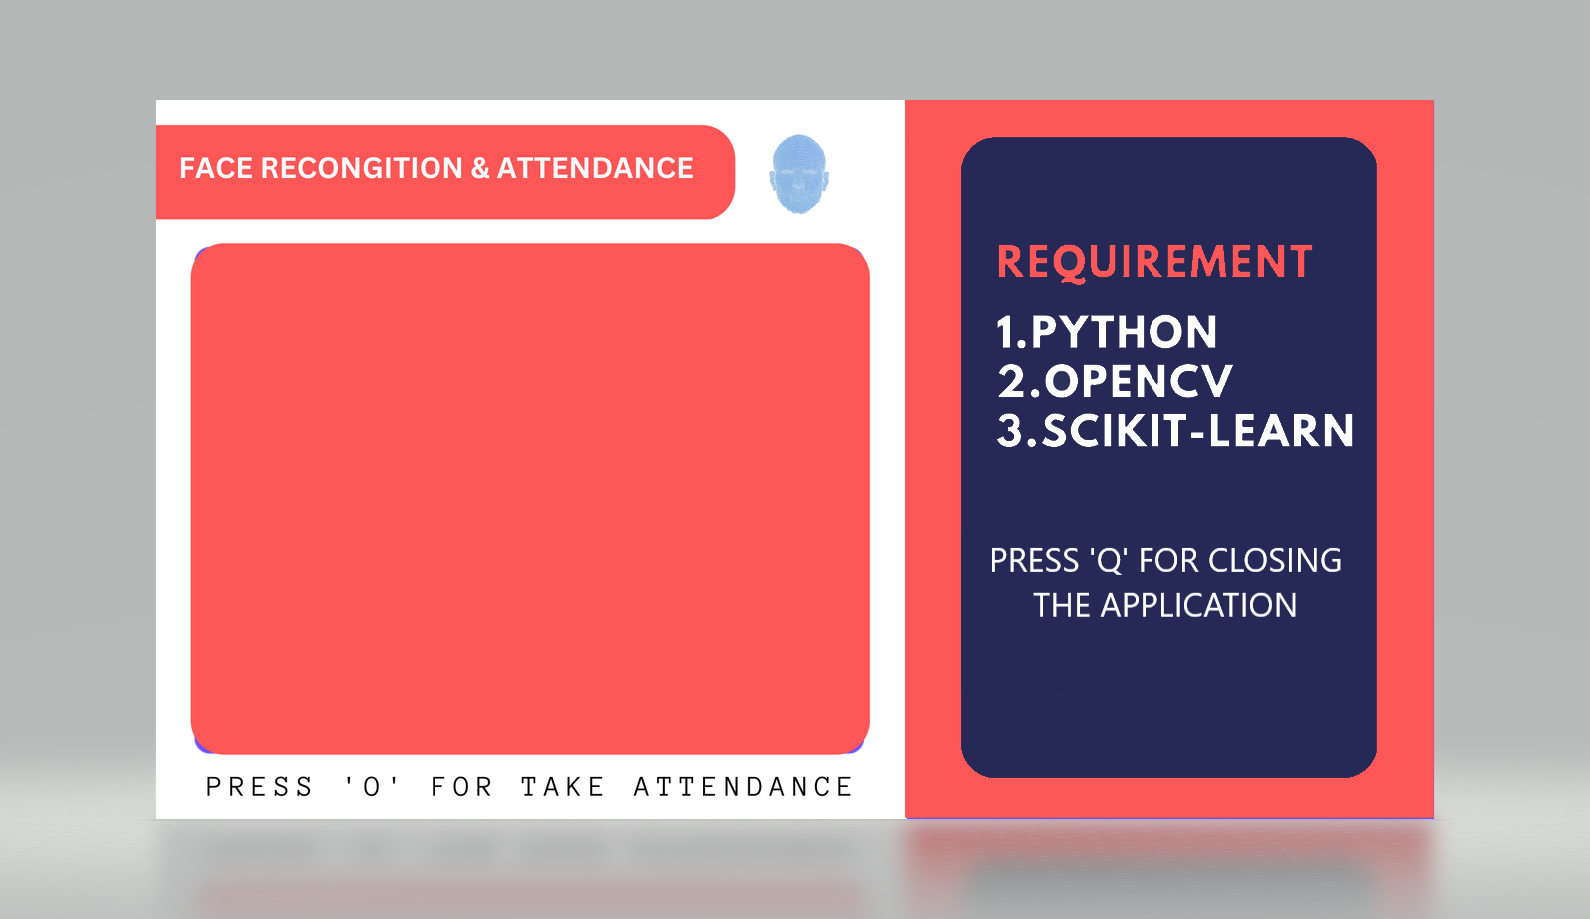 FACE RECONGITION & ATTENDANCE
PRESS 'O' FOR TAKE ATTENDANCE
REQUIREMENT
1.PYTHON
2.OPENCV
3.SCIKIT-LEARN
PRESS 'Q' FOR CLOSING
THE APPLICATION